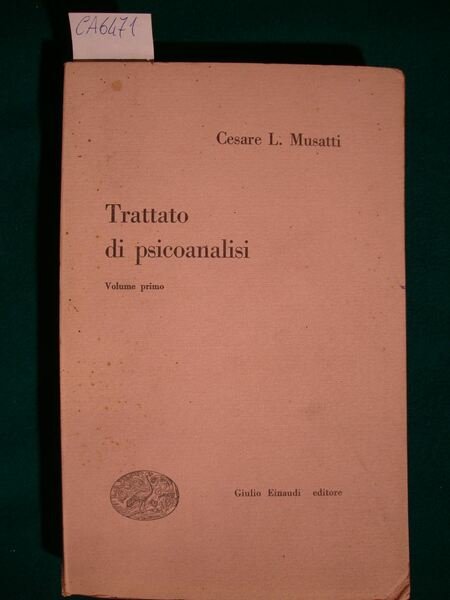 CA6471
Cesare L. Musatti
Trattato
di psicoanalisi
Volume primo
Giulio Einaudi editore